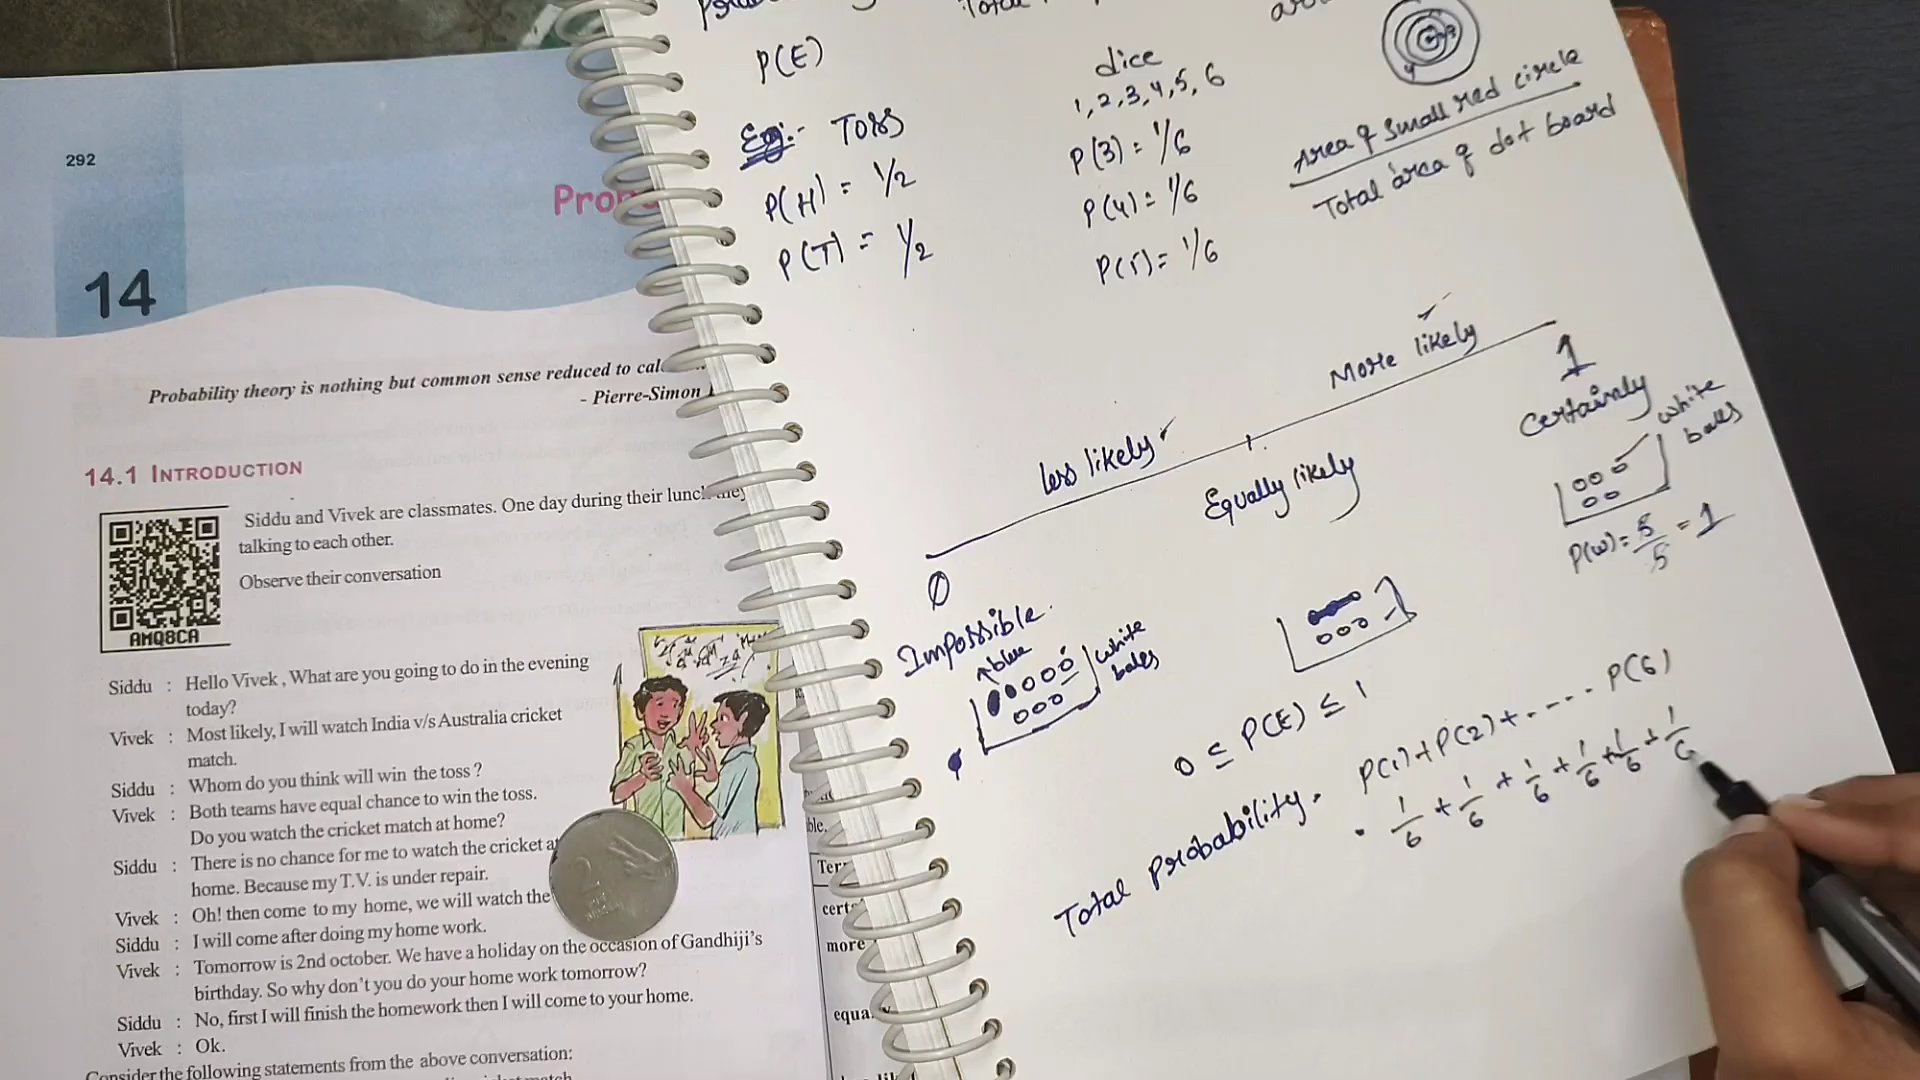 292
14
14.1 INTRODUCTION
Probability theory is nothing but common sense reduced to
- Pierre-Simon
Siddu and Vivek are classmates. One day during their
talking to each other.
Observe their conversation
AMQ8CA
Siddu : Hello Vivek , What are you going to do in the evening
today?
Vivek : Most likely, I will watch India v/s Australia cricket
match.
Siddu : Whom do you think will win the toss ?
Vivek : Both teams have equal chance to win the toss.
Do you watch the cricket match at home?
Siddu : There is no chance for me to watch the cricket
home. Because my T.V. is under repair.
Vivek : Oh! then come to my home, we will watch the
Siddu : I will come after doing my home work.
Vivek : Tomorrow is 2nd october. We have a holiday on the occasion of Gandhiji's
birthday. So why don't you do your home work tomorrow?
Siddu : No, first I will finish the homework then I will come to your home.
Vivek : Ok.
Consider the following statements from the above conversation:
2
more
P(E)
Eg:- Toss
P(H) = 1/2
P(T) = 1/2
dice
1, 2, 3, 4, 5, 6
P(3) = 1/6
P(4) = 1/6
P(5) = 1/6
Area of small red circle
Total area of dot board
less likely
Equally likely
More likely
1
Certainly
white
balls
P(w) = 5/5 = 1
0
Impossible
blue
white
balls
0 ≤ P(E) ≤ 1
Total Probability. P(1)+P(2)+.... P(6)
1/6 + 1/6 + 1/6 + 1/6 + 1/6 + 1/6